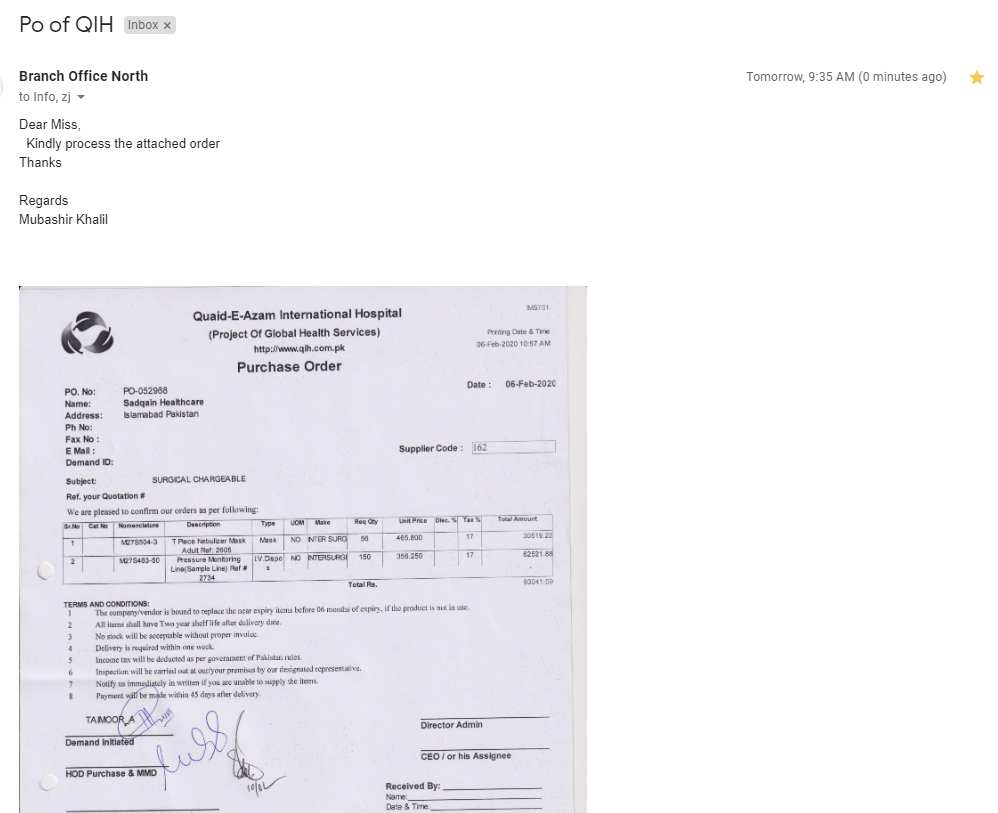 Po of QIH Inbox ×
Branch Office North
Tomorrow, 9:35 AM (0 minutes ago)
to Info, zj
Dear Miss,
Kindly process the attached order
Thanks
Regards
Mubashir Khalil
IMS731
Quaid-E-Azam International Hospital
(Project Of Global Health Services)
http://www.qih.com.pk
Purchase Order
Printing Date & Time
06-Feb-2020 10:57 AM
Date : 06-Feb-2020
PO. No: PO-052968
Name: Sadqain Healthcare
Address: Islamabad Pakistan
Ph No:
Fax No :
E Mail :
Demand ID:
Supplier Code : 162
Subject: SURGICAL CHARGEABLE
Ref. your Quotation #
We are pleased to confirm our orders as per following:
Sr.No Cat No Nomenclature Description Type UOM Make Req Qty Unit Price Disc. % Tax % Total Amount
1 M27S604-3 T Piece Nebulizer Mask Mask NO INTER SURG 56 465.800 17 30519.22
Adult Ref: 2605
2 M27S463-50 Pressure Monitoring I.V.Dispo NO INTERSURGI 150 356.250 17 62521.88
Line(Sample Line) Ref # s
2734
Total Rs. 93041.09
TERMS AND CONDITIONS:
1 The company/vendor is bound to replace the near expiry items before 06 months of expiry, if the product is not in use.
2 All items shall have Two year shelf life after delivery date.
3 No stock will be acceptable without proper invoice.
4 Delivery is required within one week.
5 Income tax will be deducted as per government of Pakistan rules.
6 Inspection will be carried out at our/your premises by our designated representative.
7 Notify us immediately in written if you are unable to supply the items.
8 Payment will be made within 45 days after delivery.
TAIMOOR_A
Demand Initiated
HOD Purchase & MMD
10/02
Director Admin
CEO / or his Assignee
Received By:
Name:
Date & Time: